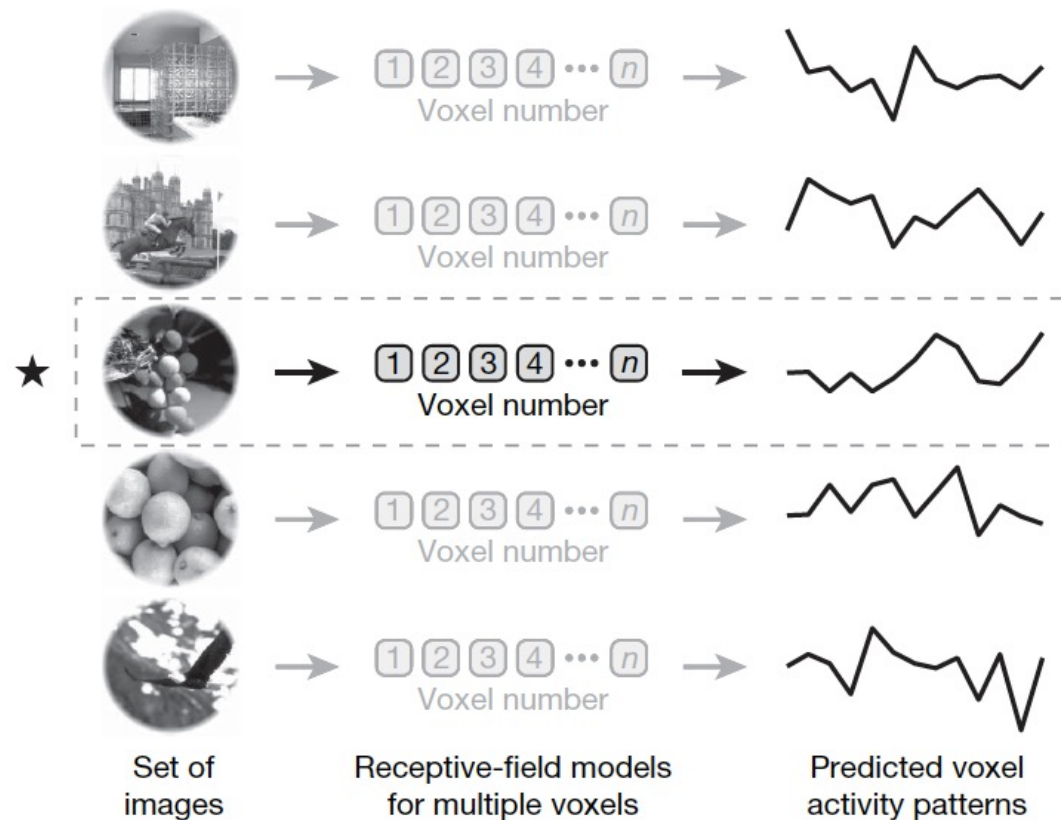 1 2 3 4 ••• n
Voxel number
1 2 3 4 ••• n
Voxel number
1 2 3 4 ••• n
Voxel number
1 2 3 4 ••• n
Voxel number
1 2 3 4 ••• n
Voxel number
Set of images
Receptive-field models for multiple voxels
Predicted voxel activity patterns